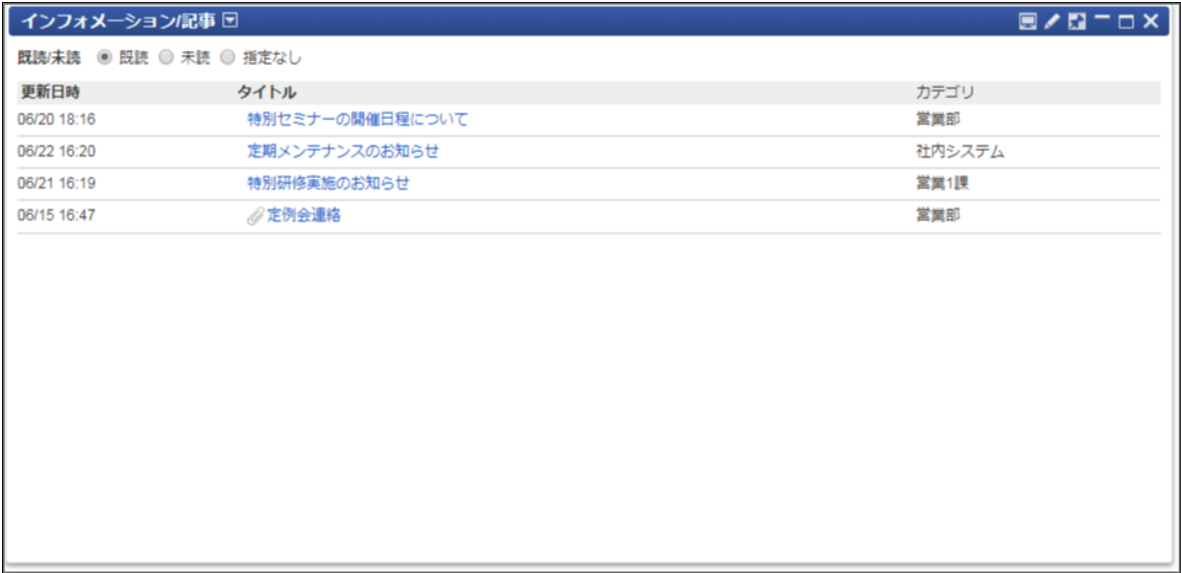 インフォメーション/記事
既読/未読 既読 未読 指定なし
更新日時 タイトル カテゴリ
06/20 18:16 特別セミナーの開催日程について 営業部
06/22 16:20 定期メンテナンスのお知らせ 社内システム
06/21 16:19 特別研修実施のお知らせ 営業1課
06/15 16:47 定例会連絡 営業部